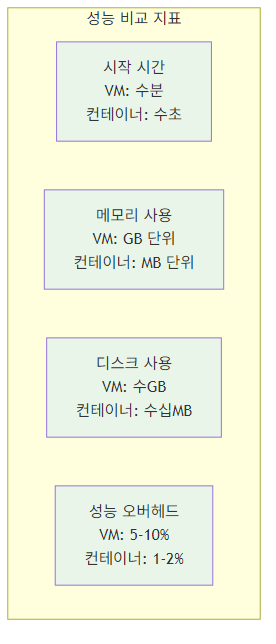 성능 비교 지표
시작 시간
VM: 수분
컨테이너: 수초
메모리 사용
VM: GB 단위
컨테이너: MB 단위
디스크 사용
VM: 수GB
컨테이너: 수십MB
성능 오버헤드
VM: 5-10%
컨테이너: 1-2%